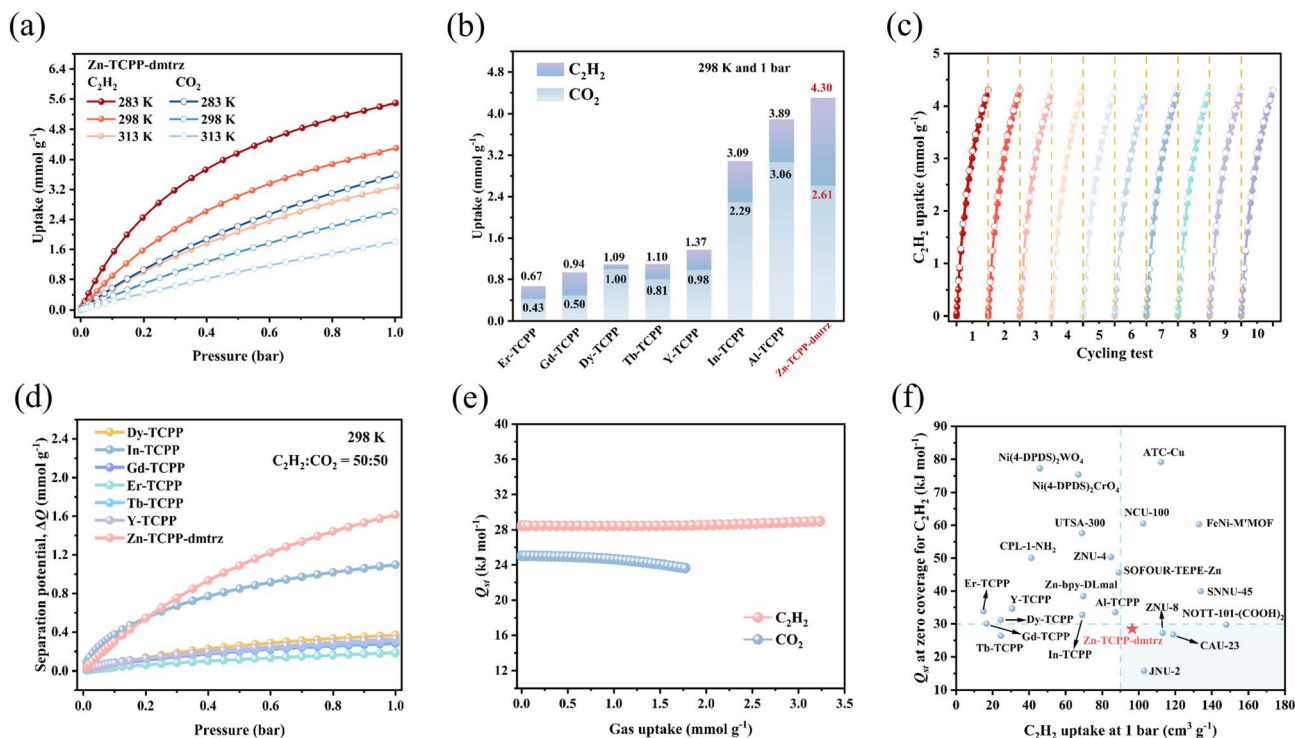 (a)
Zn-TCPP-dmtrz
C₂H₂ CO₂
283 K 283 K
298 K 298 K
313 K 313 K
6.4
5.6
4.8
4.0
3.2
2.4
1.6
0.8
0.0
Uptake (mmol g⁻¹)
0.0 0.2 0.4 0.6 0.8 1.0
Pressure (bar)
(b)
C₂H₂
CO₂
298 K and 1 bar
4.8
4.0
3.2
2.4
1.6
0.8
0.0
Uptake (mmol g⁻¹)
0.67 0.94 1.09 1.10 1.37 3.09 3.89 4.30
0.43 0.50 1.00 0.81 0.98 2.29 3.06 2.61
Er-TCPP Gd-TCPP Dy-TCPP Tb-TCPP Y-TCPP In-TCPP Al-TCPP Zn-TCPP-dmtrz
(c)
5
4
3
2
1
0
C₂H₂ upatke (mmol g⁻¹)
1 2 3 4 5 6 7 8 9 10
Cycling test
(d)
Dy-TCPP
In-TCPP
Gd-TCPP
Er-TCPP
Tb-TCPP
Y-TCPP
Zn-TCPP-dmtrz
298 K
C₂H₂:CO₂ = 50:50
2.4
2.0
1.6
1.2
0.8
0.4
0.0
Separation potential, ΔQ (mmol g⁻¹)
0.0 0.2 0.4 0.6 0.8 1.0
Pressure (bar)
(e)
40
36
32
28
24
20
16
Qst (kJ mol⁻¹)
C₂H₂
CO₂
0.0 0.5 1.0 1.5 2.0 2.5 3.0 3.5
Gas uptake (mmol g⁻¹)
(f)
90
80
70
60
50
40
30
20
10
Qst at zero coverage for C₂H₂ (kJ mol⁻¹)
Ni(4-DPDS)₂WO₄
ATC-Cu
Ni(4-DPDS)₂CrO₄
UTSA-300
NCU-100
FeNi-M'MOF
CPL-1-NH₂
ZNU-4
SOFOUR-TEPE-Zn
Er-TCPP
Y-TCPP
Zn-bpy-DLmal
Al-TCPP
ZNU-8
SNNU-45
NOTT-101-(COOH)₂
Dy-TCPP
Gd-TCPP
Tb-TCPP
In-TCPP
Zn-TCPP-dmtrz
CAU-23
JNU-2
0 20 40 60 80 100 120 140 160 180
C₂H₂ uptake at 1 bar (cm³ g⁻¹)